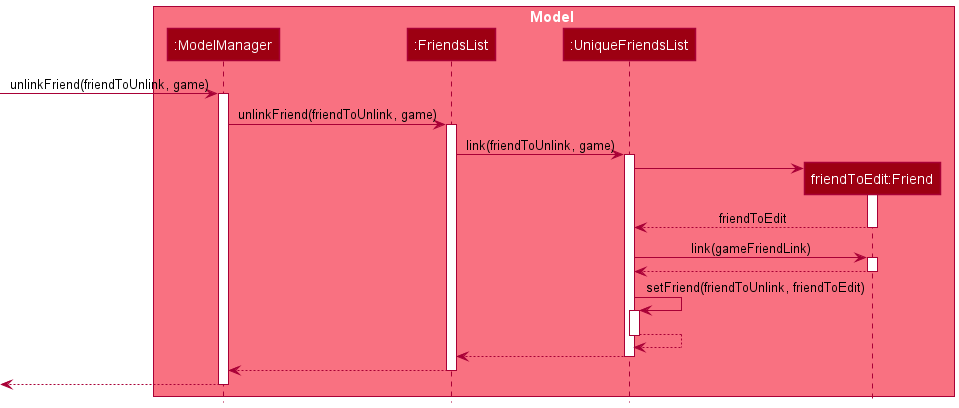 Model
:ModelManager
:FriendsList
:UniqueFriendsList
unlinkFriend(friendToUnlink, game)
unlinkFriend(friendToUnlink, game)
link(friendToUnlink, game)
friendToEdit:Friend
friendToEdit
link(gameFriendLink)
setFriend(friendToUnlink, friendToEdit)